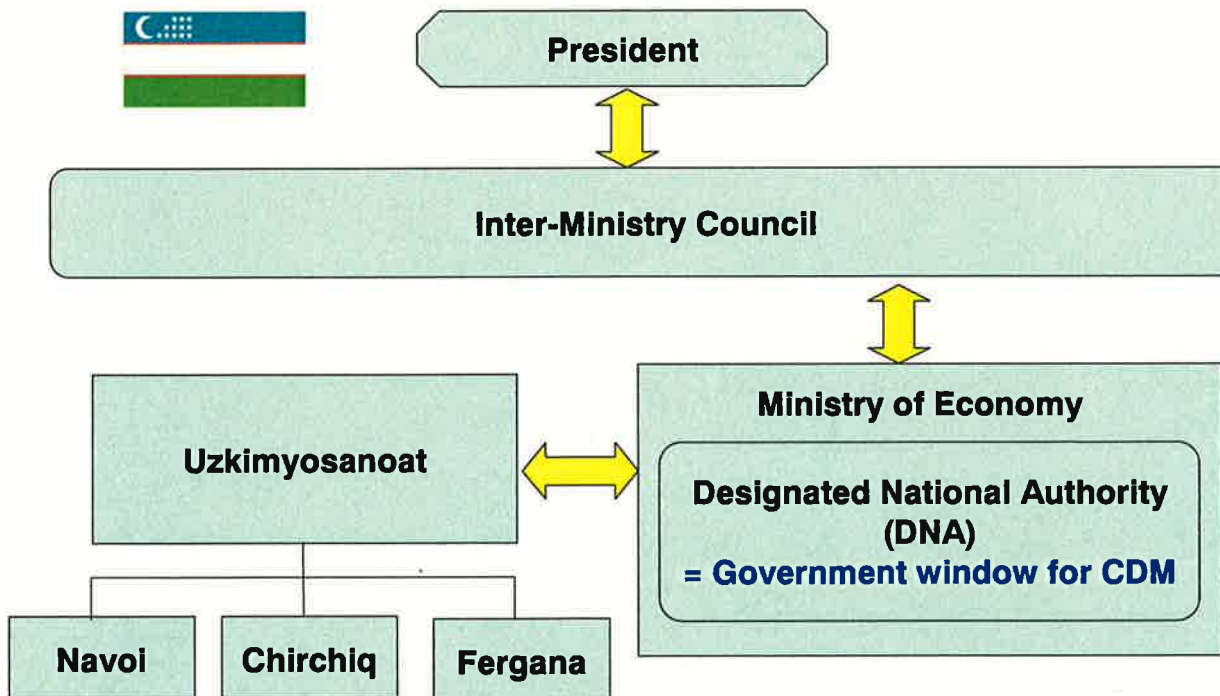 President
Inter-Ministry Council
Uzkimyosanoat
Ministry of Economy
Designated National Authority
(DNA)
= Government window for CDM
Navoi
Chirchiq
Fergana